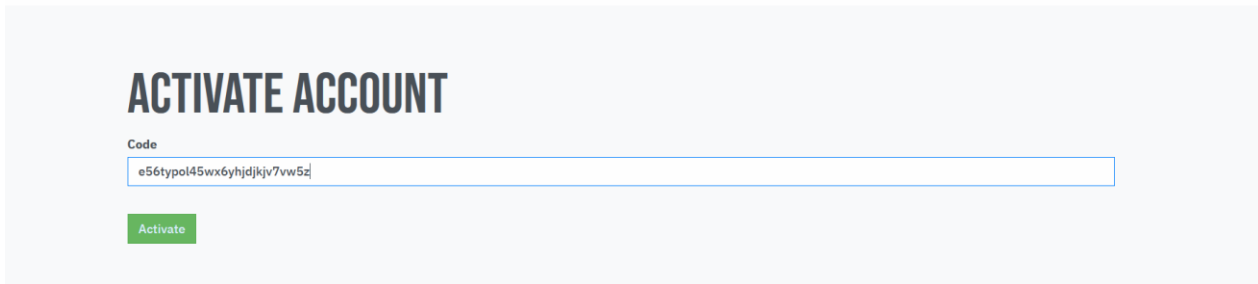 ACTIVATE ACCOUNT
Code
e56typol45wx6yhjdjkjv7vw5z
Activate